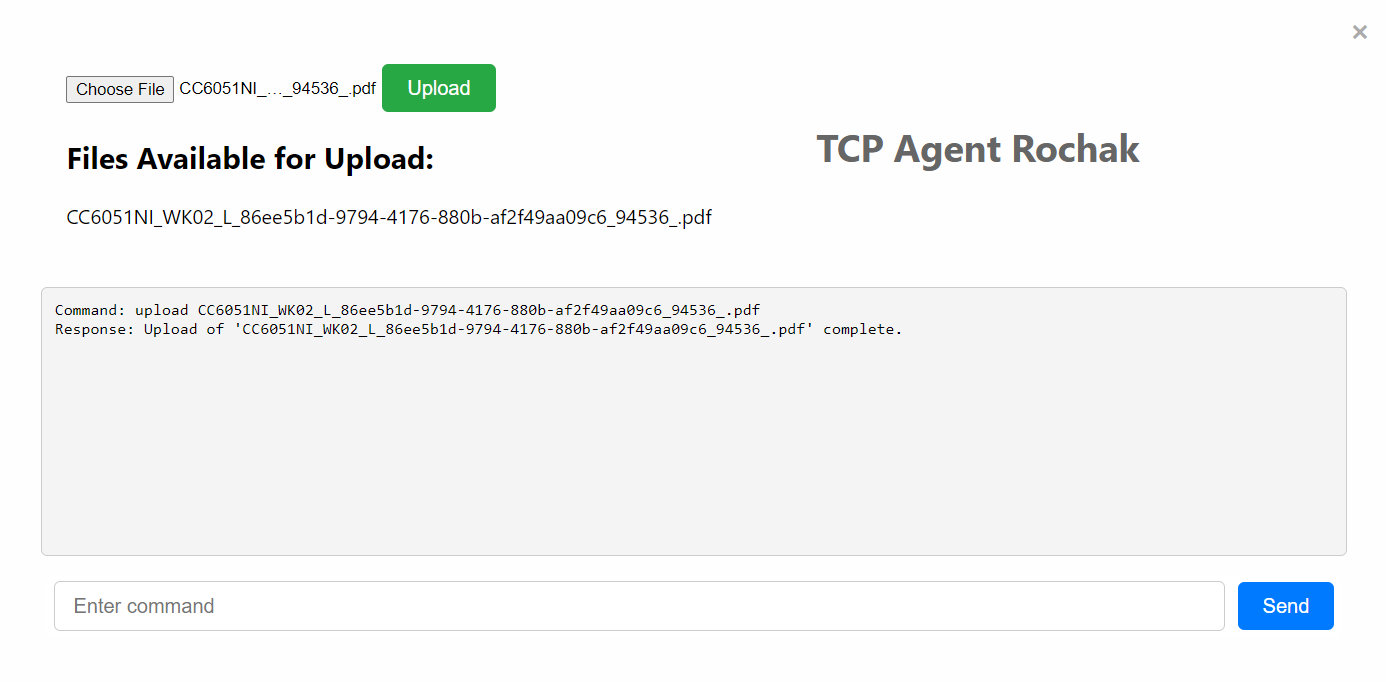 ×
Choose File CC6051NI_..._94536_.pdf Upload
Files Available for Upload:
TCP Agent Rochak
CC6051NI_WK02_L_86ee5b1d-9794-4176-880b-af2f49aa09c6_94536_.pdf
Command: upload CC6051NI_WK02_L_86ee5b1d-9794-4176-880b-af2f49aa09c6_94536_.pdf
Response: Upload of 'CC6051NI_WK02_L_86ee5b1d-9794-4176-880b-af2f49aa09c6_94536_.pdf' complete.
Enter command Send